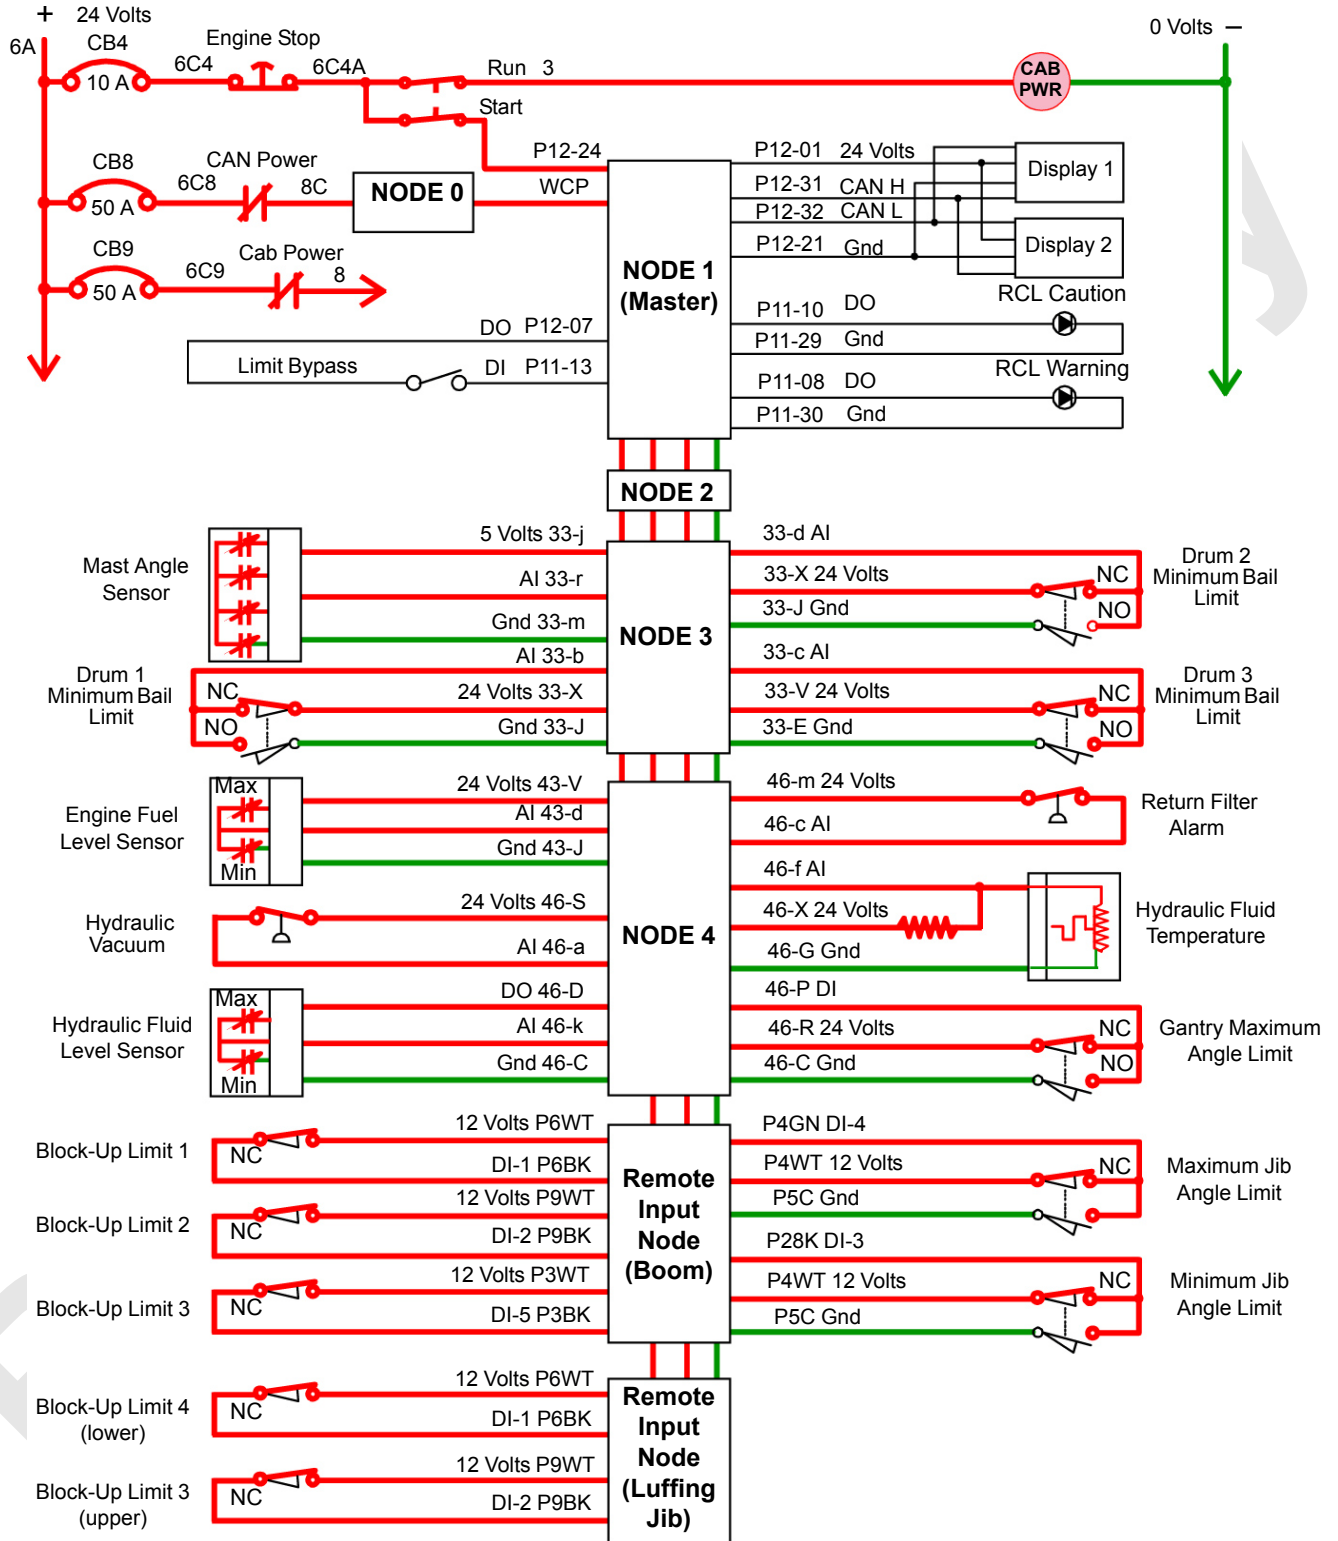 + 24 Volts
0 Volts −
6A
CB4
10 A
6C4
Engine Stop
6C4A
Run 3
Start
CAB
PWR
CB8
50 A
6C8
CAN Power
8C
NODE 0
P12-24
WCP
CB9
50 A
6C9
Cab Power
8
NODE 1
(Master)
P12-01 24 Volts
P12-31 CAN H
P12-32 CAN L
P12-21 Gnd
Display 1
Display 2
RCL Caution
P11-10 DO
P11-29 Gnd
RCL Warning
P11-08 DO
P11-30 Gnd
DO P12-07
Limit Bypass
DI P11-13
NODE 2
Mast Angle
Sensor
5 Volts 33-j
AI 33-r
Gnd 33-m
NODE 3
33-d AI
33-X 24 Volts
33-J Gnd
NC
NO
Drum 2
Minimum Bail
Limit
Drum 1
Minimum Bail
Limit
NC
NO
AI 33-b
24 Volts 33-X
Gnd 33-J
33-c AI
33-V 24 Volts
33-E Gnd
NC
NO
Drum 3
Minimum Bail
Limit
Engine Fuel
Level Sensor
Max
Min
24 Volts 43-V
AI 43-d
Gnd 43-J
NODE 4
46-m 24 Volts
46-c AI
Return Filter
Alarm
Hydraulic
Vacuum
24 Volts 46-S
AI 46-a
46-f AI
46-X 24 Volts
46-G Gnd
Hydraulic Fluid
Temperature
Hydraulic Fluid
Level Sensor
Max
Min
DO 46-D
AI 46-k
Gnd 46-C
46-P DI
46-R 24 Volts
46-C Gnd
NC
NO
Gantry Maximum
Angle Limit
Block-Up Limit 1
NC
12 Volts P6WT
DI-1 P6BK
Block-Up Limit 2
NC
12 Volts P9WT
DI-2 P9BK
Block-Up Limit 3
NC
12 Volts P3WT
DI-5 P3BK
Remote
Input
Node
(Boom)
P4GN DI-4
P4WT 12 Volts
P5C Gnd
NC
Maximum Jib
Angle Limit
P28K DI-3
P4WT 12 Volts
P5C Gnd
NC
Minimum Jib
Angle Limit
Block-Up Limit 4
(lower)
NC
12 Volts P6WT
DI-1 P6BK
Block-Up Limit 3
(upper)
NC
12 Volts P9WT
DI-2 P9BK
Remote
Input
Node
(Luffing
Jib)